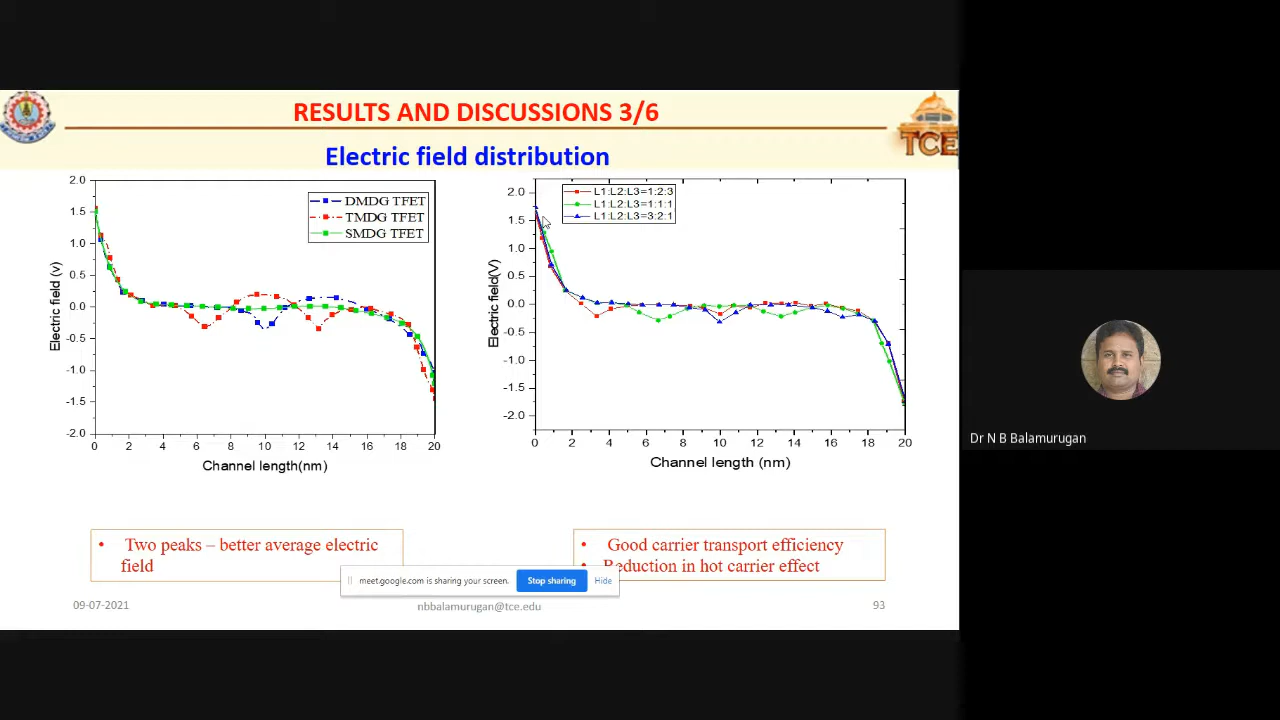 RESULTS AND DISCUSSIONS 3/6
TCE
Electric field distribution
2.0
1.5
1.0
0.5
0.0
-0.5
-1.0
-1.5
-2.0
Electric field (v)
DMDG TFET
TMDG TFET
SMDG TFET
0 2 4 6 8 10 12 14 16 18 20
Channel length(nm)
2.0
1.5
1.0
0.5
0.0
-0.5
-1.0
-1.5
-2.0
Electric field(V)
L1:L2:L3=1:2:3
L1:L2:L3=1:1:1
L1:L2:L3=3:2:1
0 2 4 6 8 10 12 14 16 18 20
Channel length (nm)
• Two peaks – better average electric
field
• Good carrier transport efficiency
• Reduction in hot carrier effect
meet.google.com is sharing your screen.
Stop sharing
Hide
09-07-2021
nbbalamurugan@tce.edu
93
Dr N B Balamurugan